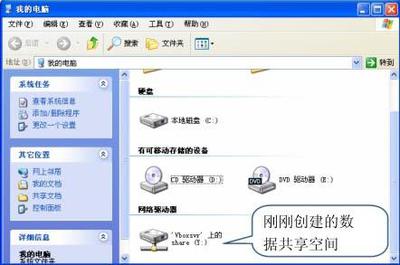 我的电脑
文件(F) 编辑(E) 查看(V) 收藏(A) 工具(T) 帮助(H)
后退 搜索 文件夹
地址(D) 我的电脑 转到
系统任务
查看系统信息
添加/删除程序
更改一个设置
其它位置
网上邻居
我的文档
共享文档
控制面板
详细信息
硬盘
本地磁盘 (C:)
有可移动存储的设备
CD 驱动器 (D:) DVD 驱动器 (E:)
网络驱动器
'Vboxsvr' 上的
share (Y:)
刚刚创建的数
据共享空间